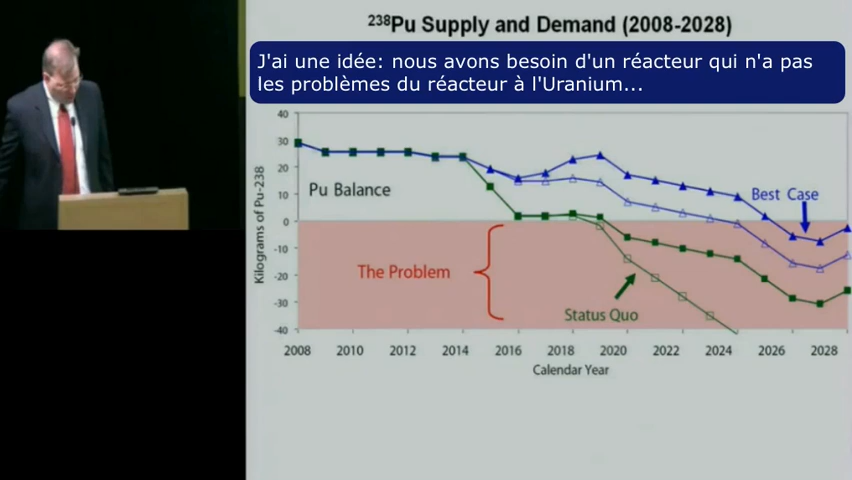 238Pu Supply and Demand (2008-2028)
J'ai une idée: nous avons besoin d'un réacteur qui n'a pas
les problèmes du réacteur à l'Uranium...
40
30
20
10
0
-10
-20
-30
-40
Kilograms of Pu-238
Pu Balance
Best Case
The Problem
Status Quo
2008 2010 2012 2014 2016 2018 2020 2022 2024 2026 2028
Calendar Year